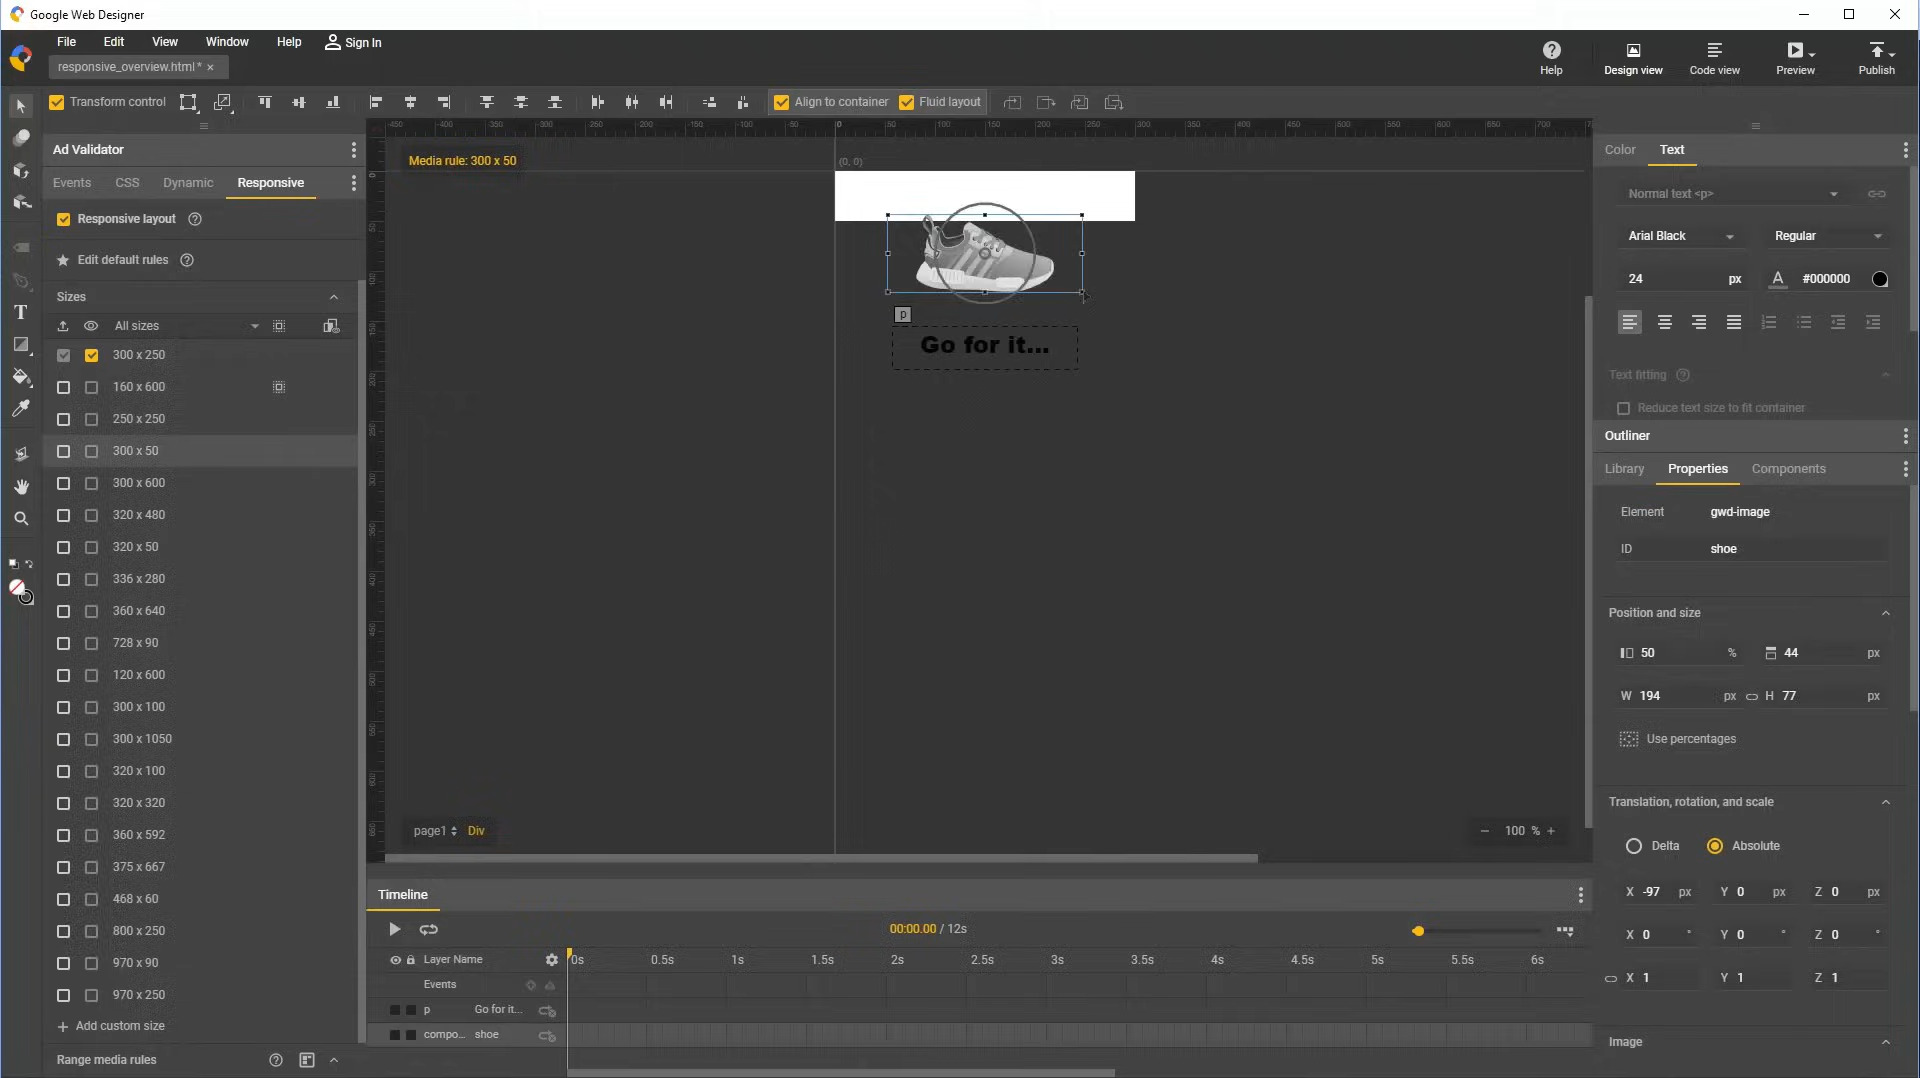 Google Web Designer
File Edit View Window Help Sign In
responsive_overview.html* ×
Help Design view Code view Preview Publish
Transform control Align to container Fluid layout
Ad Validator
Events CSS Dynamic Responsive
Responsive layout
Edit default rules
Sizes
All sizes
300 x 250
160 x 600
250 x 250
300 x 50
300 x 600
320 x 480
320 x 50
336 x 280
360 x 640
728 x 90
120 x 600
300 x 100
300 x 1050
320 x 100
320 x 320
360 x 592
375 x 667
468 x 60
800 x 250
970 x 90
970 x 250
+ Add custom size
Range media rules
Media rule: 300 x 50
(0, 0)
p
Go for it...
page1 Div
100 %
Timeline
00:00.00 / 12s
Layer Name 0s 0.5s 1s 1.5s 2s 2.5s 3s 3.5s 4s 4.5s 5s 5.5s 6s
Events
p Go for it...
compo... shoe
Color Text
Normal text <p>
Arial Black Regular
24 px #000000
Text fitting
Reduce text size to fit container
Outliner
Library Properties Components
Element gwd-image
ID shoe
Position and size
50 % 44 px
W 194 px H 77 px
Use percentages
Translation, rotation, and scale
Delta Absolute
X -97 px Y 0 px Z 0 px
X 0 ° Y 0 ° Z 0 °
X 1 Y 1 Z 1
Image